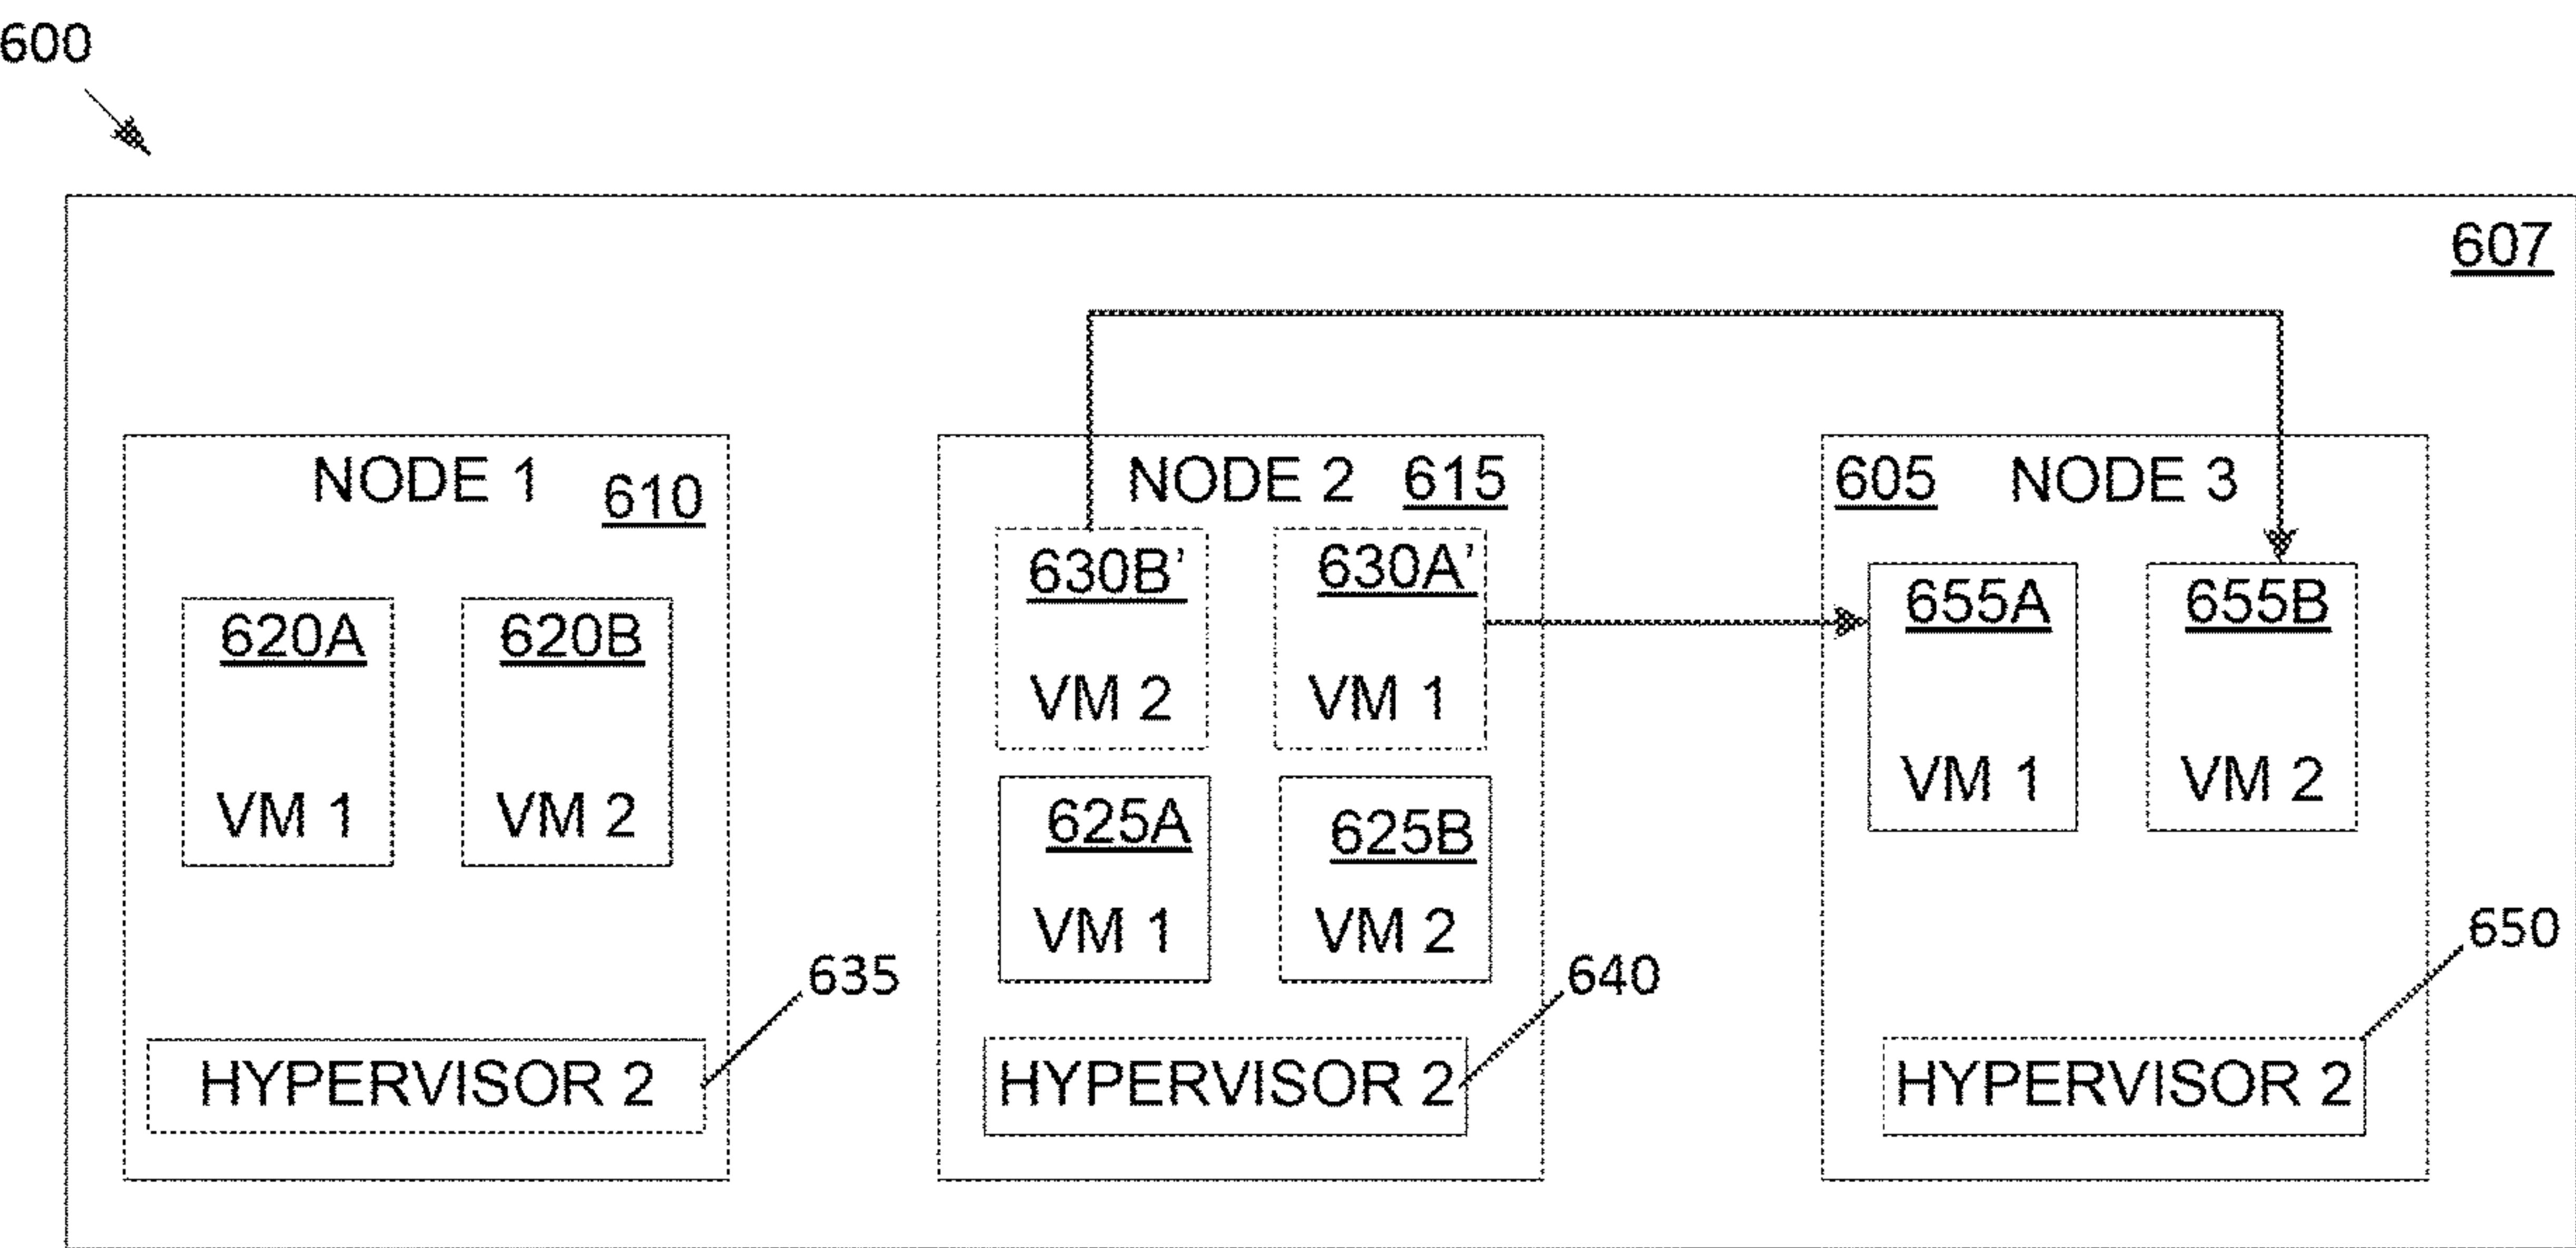 600
607
NODE 1
610
620A
VM 1
620B
VM 2
HYPERVISOR 2
635
NODE 2
615
630B'
VM 2
630A'
VM 1
625A
VM 1
625B
VM 2
HYPERVISOR 2
640
605
NODE 3
655A
VM 1
655B
VM 2
HYPERVISOR 2
650